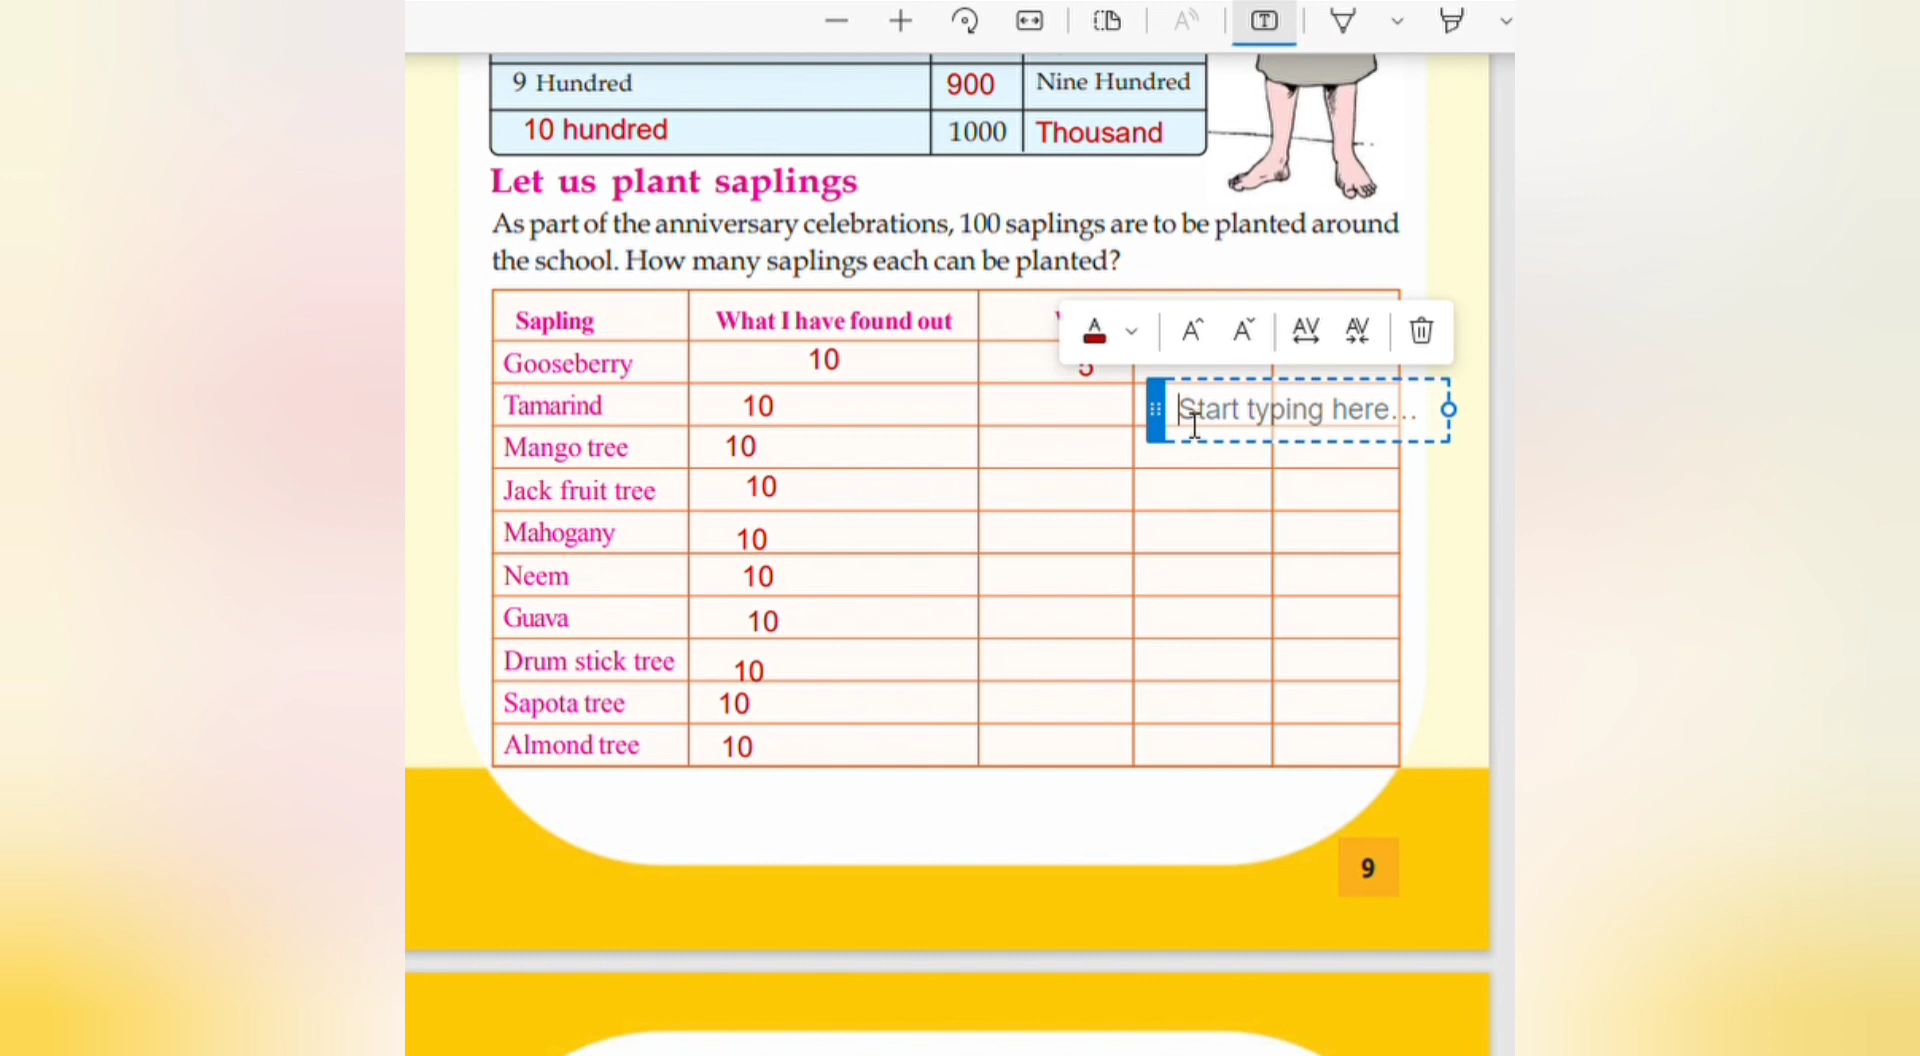 9 Hundred 900 Nine Hundred
10 hundred 1000 Thousand
Let us plant saplings
As part of the anniversary celebrations, 100 saplings are to be planted around
the school. How many saplings each can be planted?
Sapling What I have found out
Gooseberry 10 5
Tamarind 10 Start typing here...
Mango tree 10
Jack fruit tree 10
Mahogany 10
Neem 10
Guava 10
Drum stick tree 10
Sapota tree 10
Almond tree 10
9